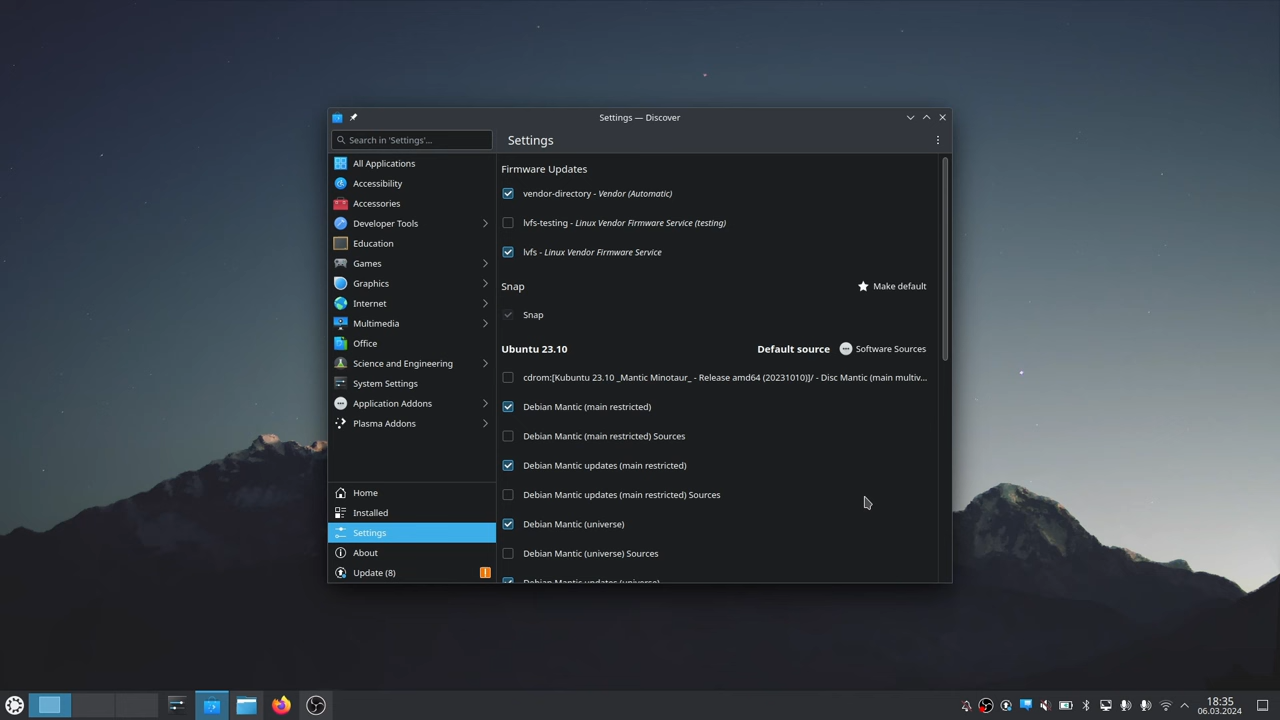 Settings — Discover
Search in 'Settings'...
Settings
All Applications
Accessibility
Accessories
Developer Tools
Education
Games
Graphics
Internet
Multimedia
Office
Science and Engineering
System Settings
Application Addons
Plasma Addons
Home
Installed
Settings
About
Update (8)
Firmware Updates
vendor-directory - Vendor (Automatic)
lvfs-testing - Linux Vendor Firmware Service (testing)
lvfs - Linux Vendor Firmware Service
Snap Make default
Snap
Ubuntu 23.10 Default source Software Sources
cdrom:[Kubuntu 23.10 _Mantic Minotaur_ - Release amd64 (20231010)]/ - Disc Mantic (main multiv...
Debian Mantic (main restricted)
Debian Mantic (main restricted) Sources
Debian Mantic updates (main restricted)
Debian Mantic updates (main restricted) Sources
Debian Mantic (universe)
Debian Mantic (universe) Sources
Debian Mantic updates (universe)
18:35
06.03.2024